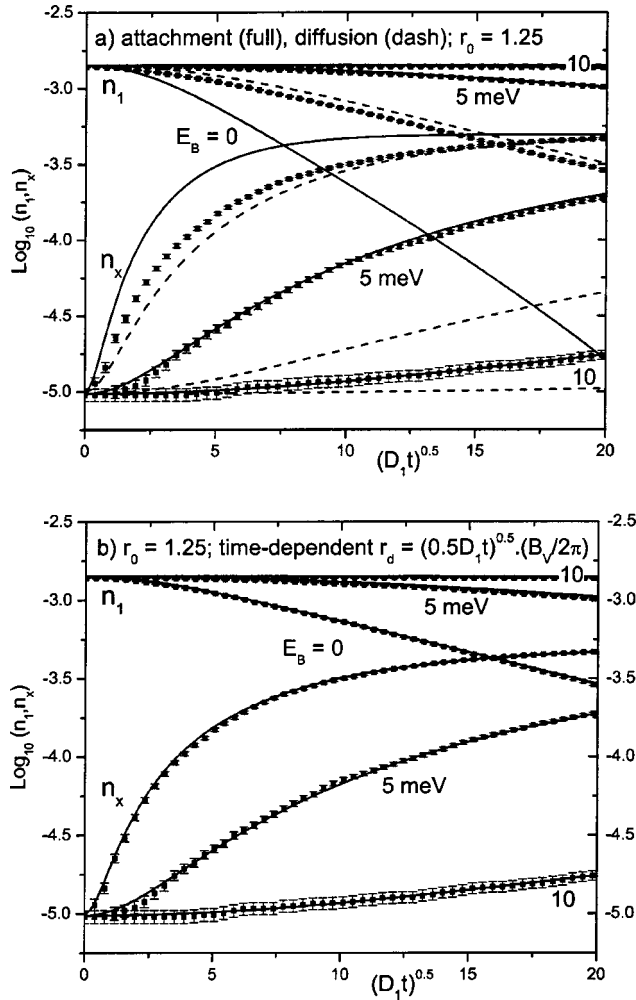 a) attachment (full), diffusion (dash); r₀ = 1.25
-2.5
-3.0
-3.5
-4.0
-4.5
-5.0
Log₁₀ (n₁,nₓ)
10
n₁
5 meV
E_B = 0
nₓ
5 meV
10
0 5 10 15 20
(D₁t)^0.5
b) r₀ = 1.25; time-dependent r_d = (0.5D₁t)^0.5.(B_V/2π)
-2.5 -2.5
-3.0 -3.0
-3.5 -3.5
-4.0 -4.0
-4.5 -4.5
-5.0 -5.0
Log₁₀ (n₁,nₓ)
10
n₁
5 meV
E_B = 0
nₓ
5 meV
10
0 5 10 15 20
(D₁t)^0.5